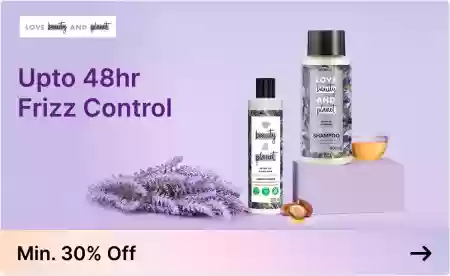 LOVE beauty AND planet
Upto 48hr
Frizz Control
LOVE
beauty
AND
planet
SHAMPOO
beauty
&
planet
Min. 30% Off